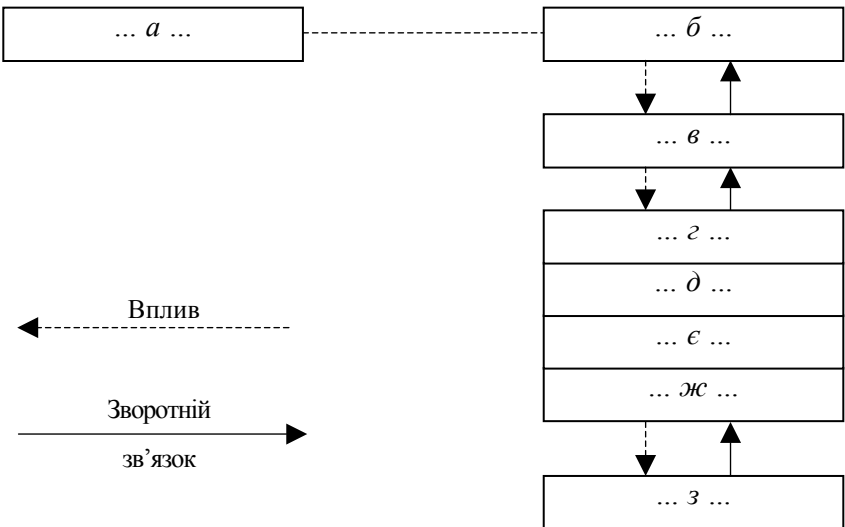 ... а ...
... б ...
... в ...
... г ...
... д ...
... є ...
... ж ...
... з ...
Вплив
Зворотній
зв’язок